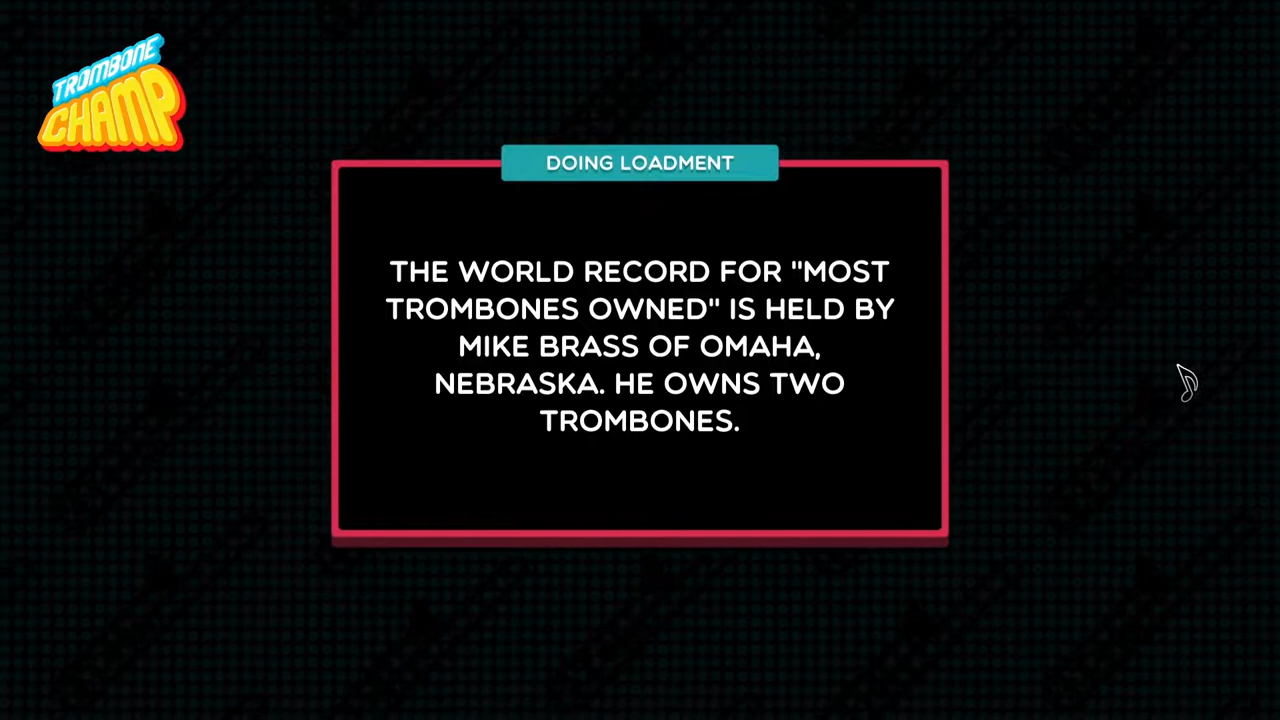 TROMBONE
CHAMP
DOING LOADMENT
THE WORLD RECORD FOR "MOST
TROMBONES OWNED" IS HELD BY
MIKE BRASS OF OMAHA,
NEBRASKA. HE OWNS TWO
TROMBONES.